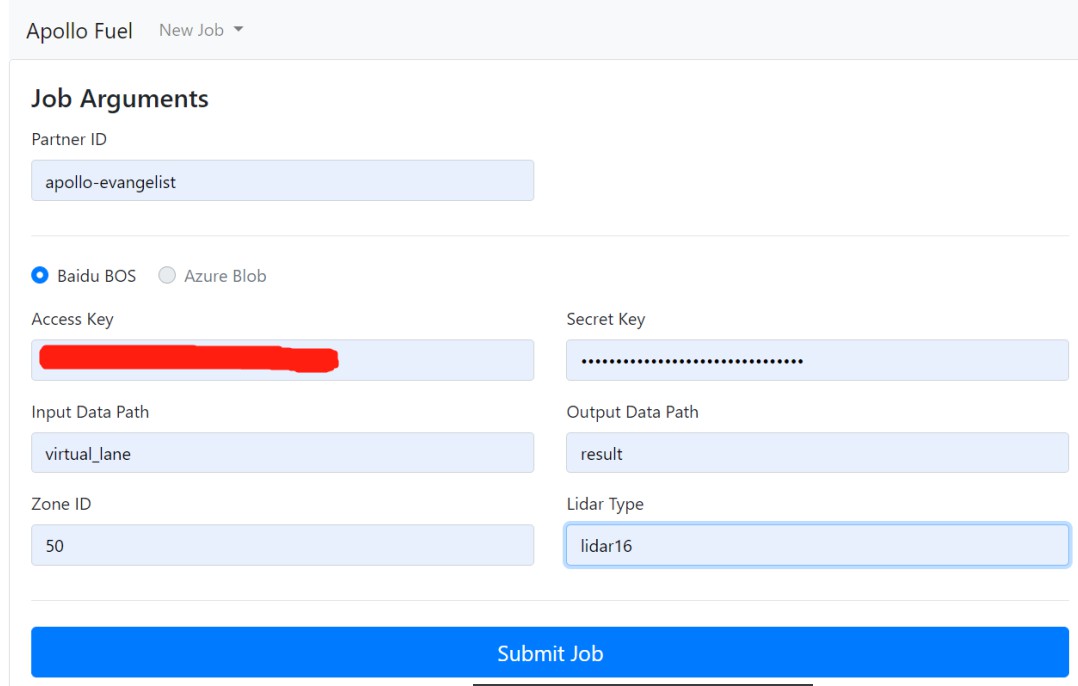 Apollo Fuel New Job
Job Arguments
Partner ID
apollo-evangelist
Baidu BOS Azure Blob
Access Key Secret Key
••••••••••••••••••••••••••••••••
Input Data Path Output Data Path
virtual_lane result
Zone ID Lidar Type
50 lidar16
Submit Job